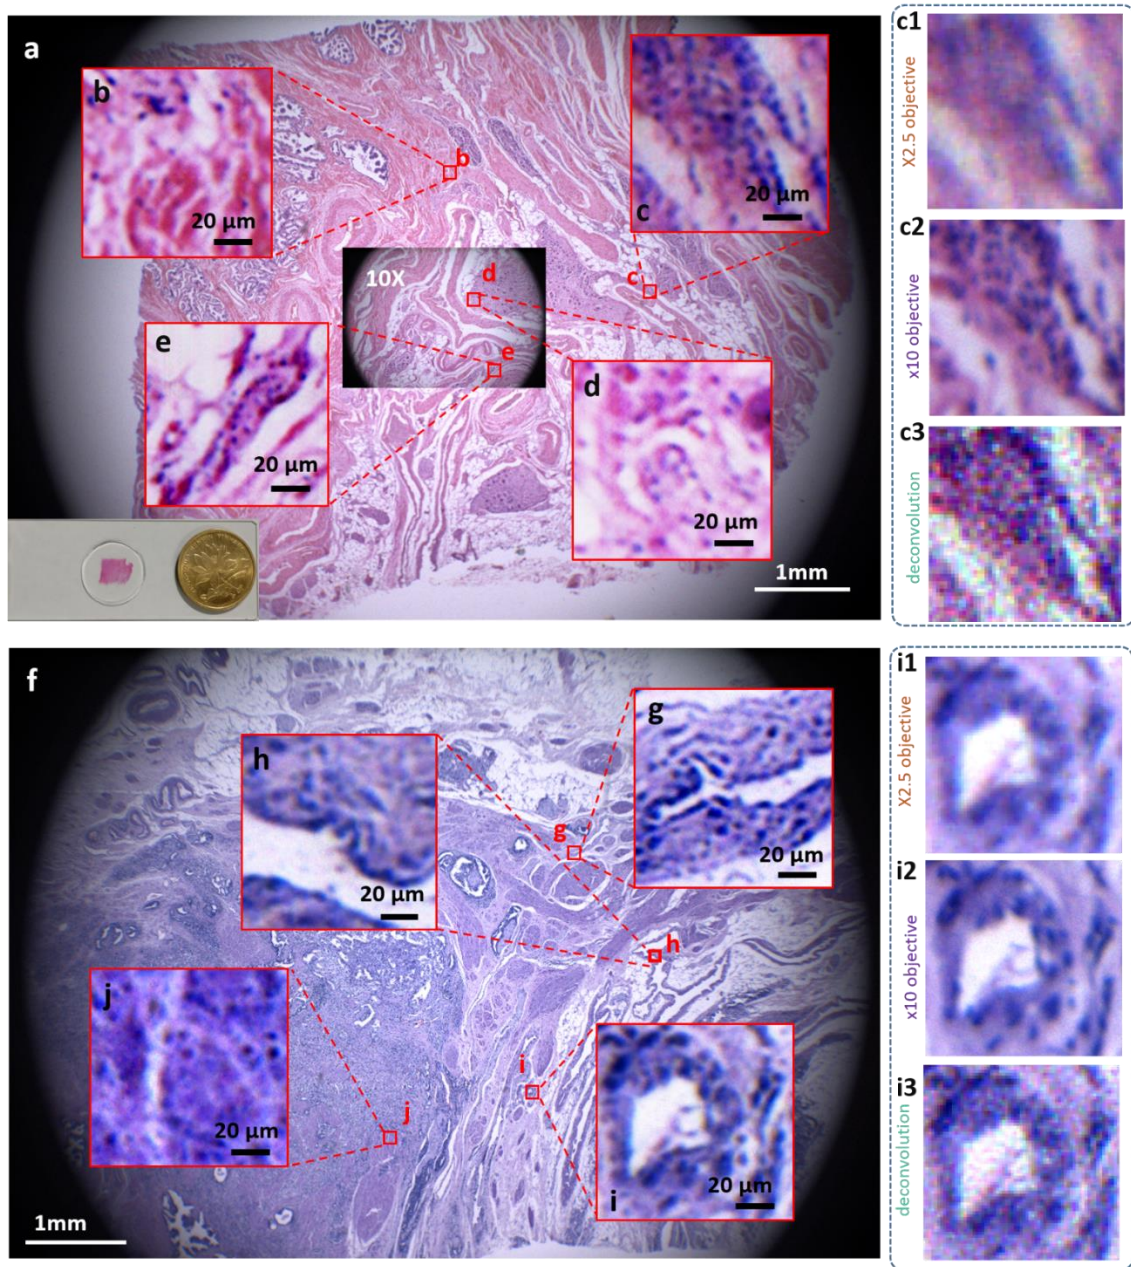 a
b
20 µm
b
c
20 µm
10X
d
c
e
20 µm
e
d
20 µm
1mm
c1
X2.5 objective
c2
x10 objective
c3
deconvolution
f
h
20 µm
g
20 µm
g
h
j
20 µm
j
i
i
20 µm
1mm
i1
X2.5 objective
i2
x10 objective
i3
deconvolution